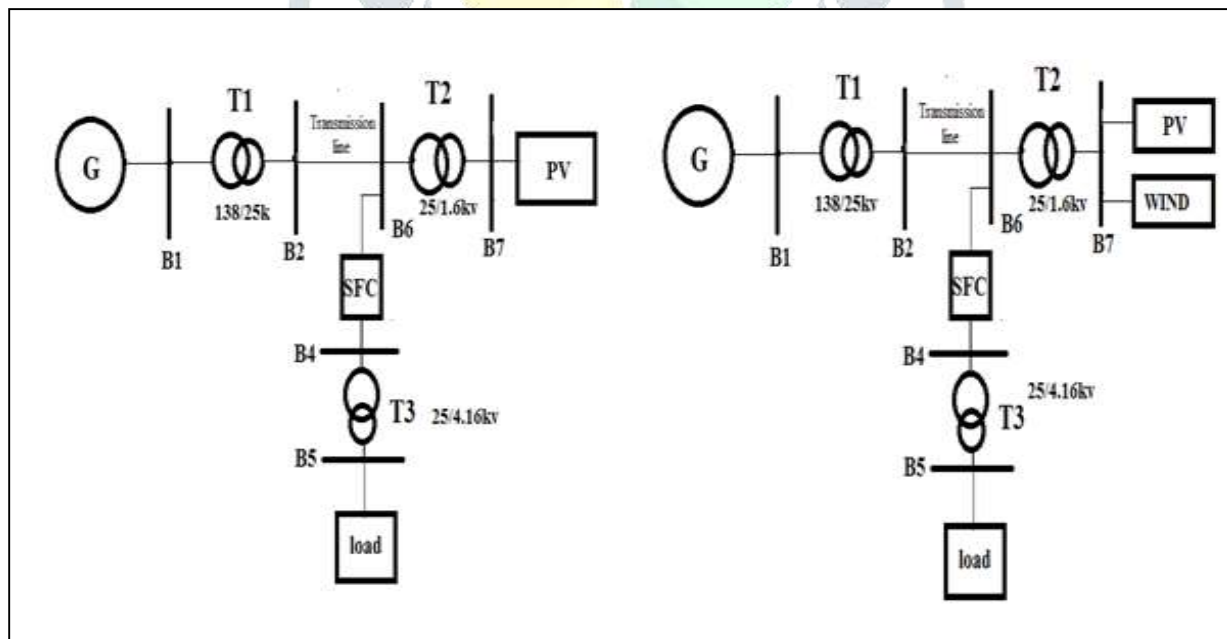 T1
T2
Transmission
line
G
PV
138/25k
25/1.6kv
B1
B2
B6
B7
SFC
B4
T3
25/4.16kv
B5
load
T1
T2
Transmission
line
G
PV
WIND
138/25kv
25/1.6kv
B1
B2
B6
B7
SFC
B4
25/4.16kv
T3
B5
load